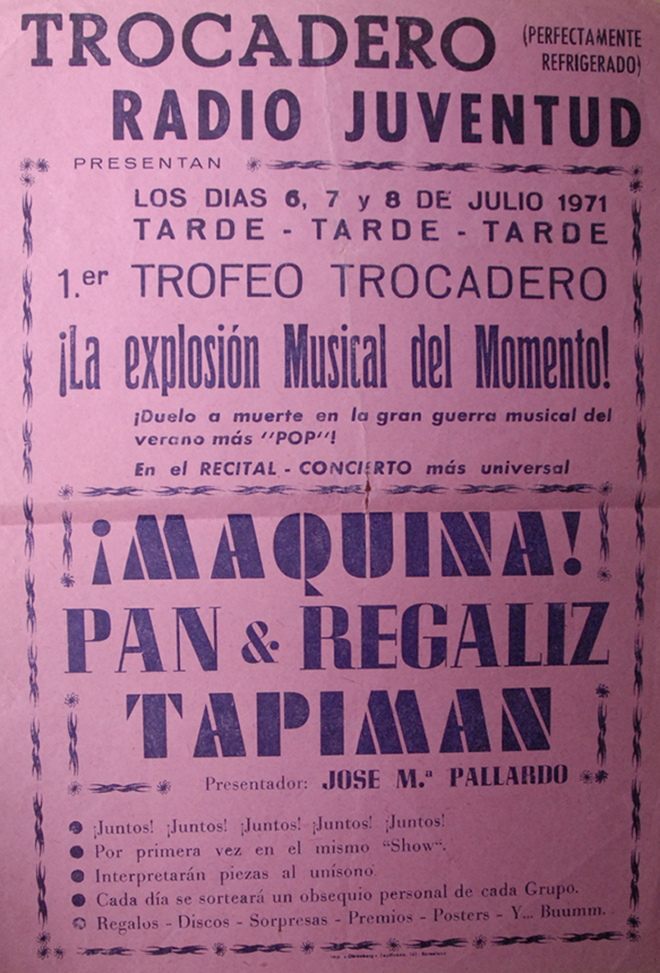 TROCADERO (PERFECTAMENTE REFRIGERADO)
RADIO JUVENTUD
PRESENTAN
LOS DIAS 6, 7 y 8 DE JULIO 1971
TARDE - TARDE - TARDE
1.er TROFEO TROCADERO
¡La explosión Musical del Momento!
¡Duelo a muerte en la gran guerra musical del
verano más "POP"!
En el RECITAL - CONCIERTO más universal
¡MAQUINA!
PAN & REGALIZ
TAPIMAN
Presentador: JOSE M.ª PALLARDO
¡Juntos! ¡Juntos! ¡Juntos! ¡Juntos! ¡Juntos!
Por primera vez en el mismo "Show".
Interpretarán piezas al unísono.
Cada día se sorteará un obsequio personal de cada Grupo.
Regalos - Discos - Sorpresas - Premios - Posters - Y... Buumm.